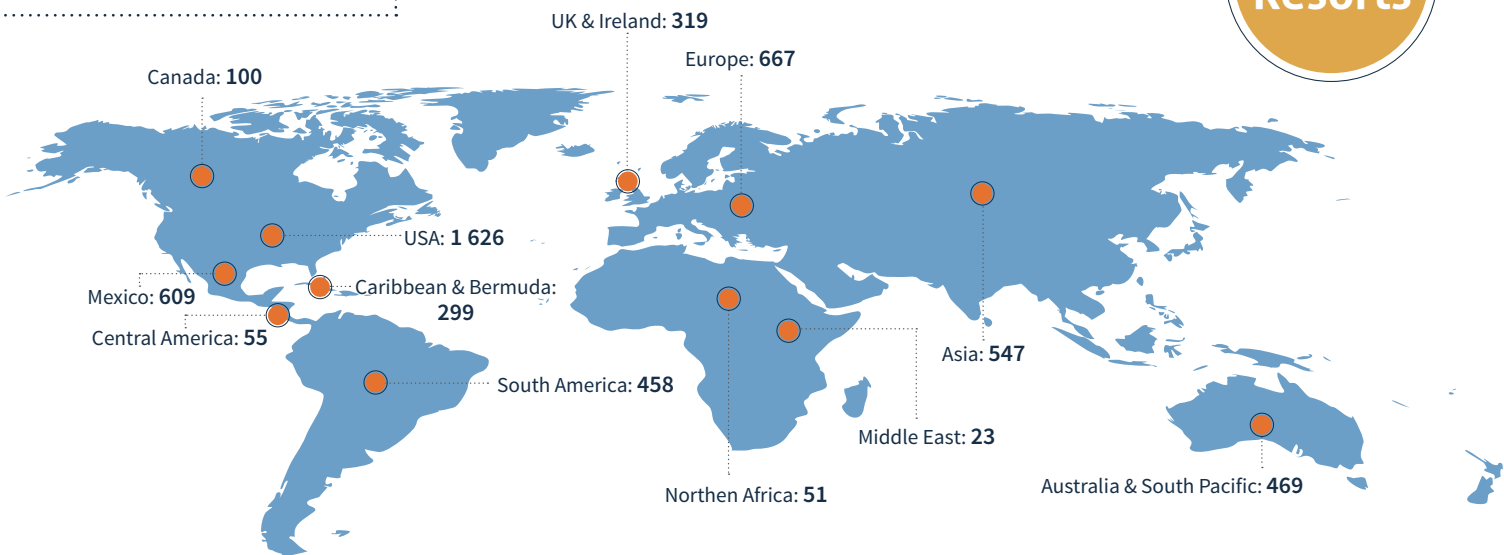 Resorts
UK & Ireland: 319
Europe: 667
Canada: 100
USA: 1 626
Mexico: 609
Caribbean & Bermuda:
299
Central America: 55
Asia: 547
South America: 458
Middle East: 23
Northen Africa: 51
Australia & South Pacific: 469